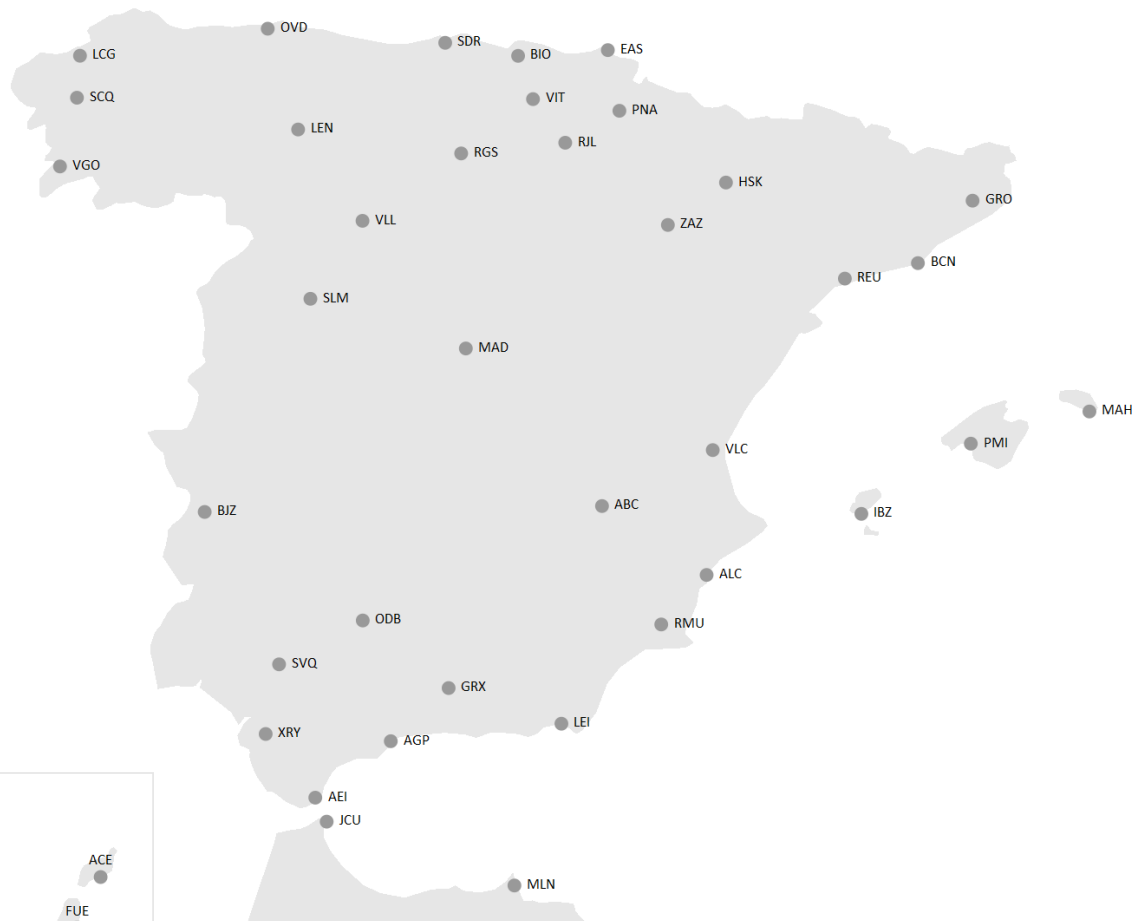 OVD
SDR
EAS
LCG
BIO
SCQ
VIT
PNA
LEN
RJL
RGS
VGO
HSK
GRO
VLL
ZAZ
BCN
REU
SLM
MAD
MAH
PMI
VLC
ABC
BJZ
IBZ
ALC
ODB
RMU
SVQ
GRX
LEI
XRY
AGP
AEI
JCU
ACE
MLN
FUE